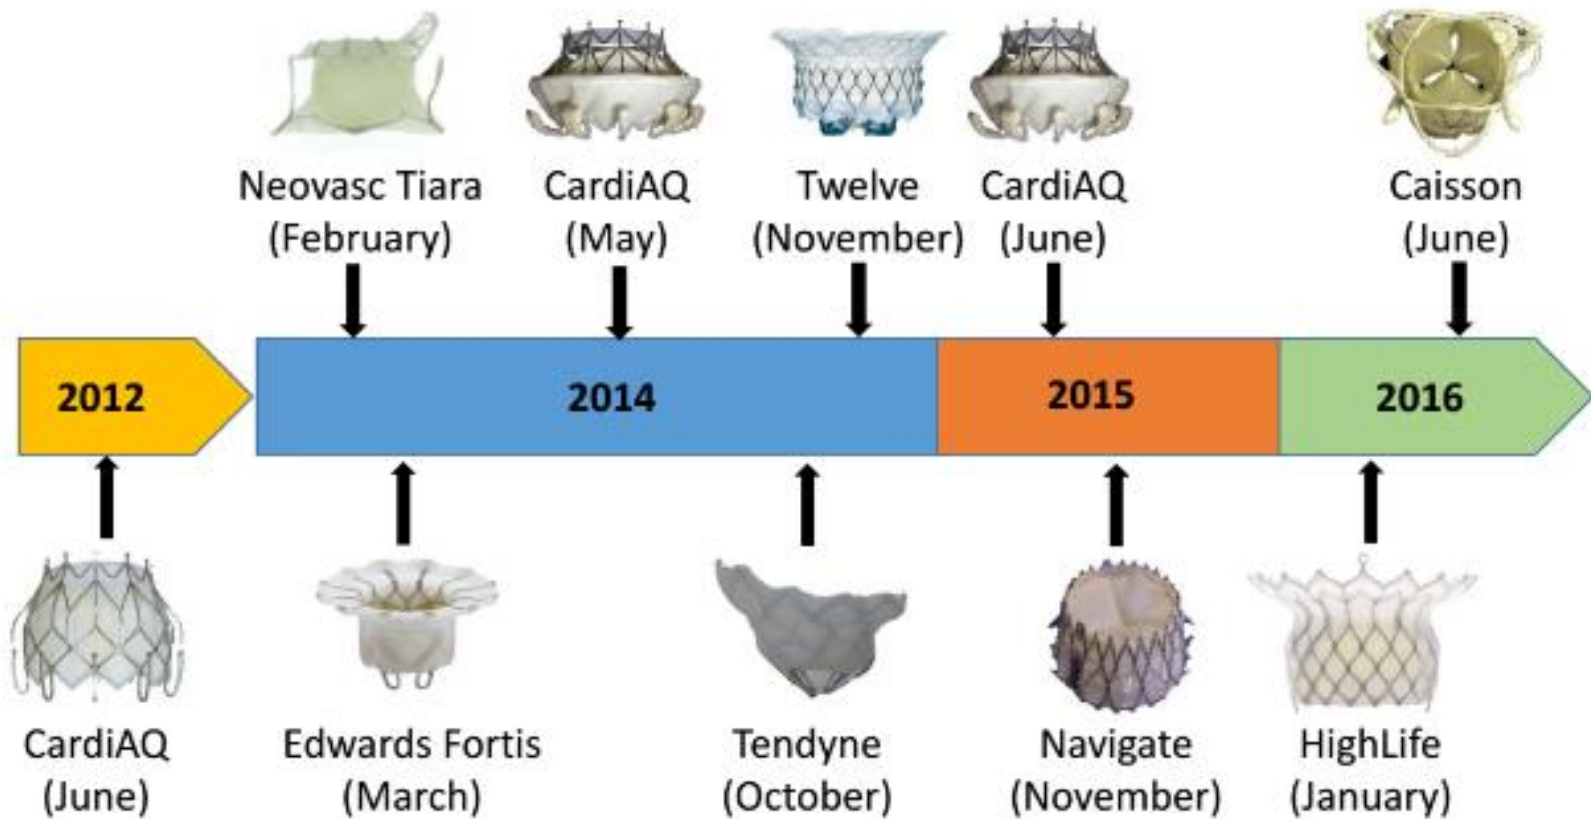 Neovasc Tiara
(February)
CardiAQ
(May)
Twelve
(November)
CardiAQ
(June)
Caisson
(June)
2012
2014
2015
2016
CardiAQ
(June)
Edwards Fortis
(March)
Tendyne
(October)
Navigate
(November)
HighLife
(January)